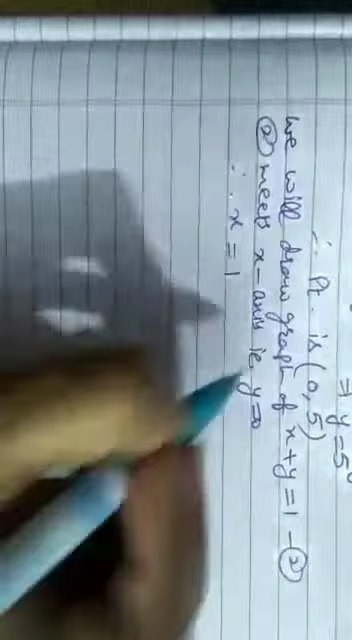 ⇒ y = 5
∴ Pt. is (0, 5)
we will draw graph of x + y = 1 — ②
② meets x-axis ie y = 0
∴ x = 1